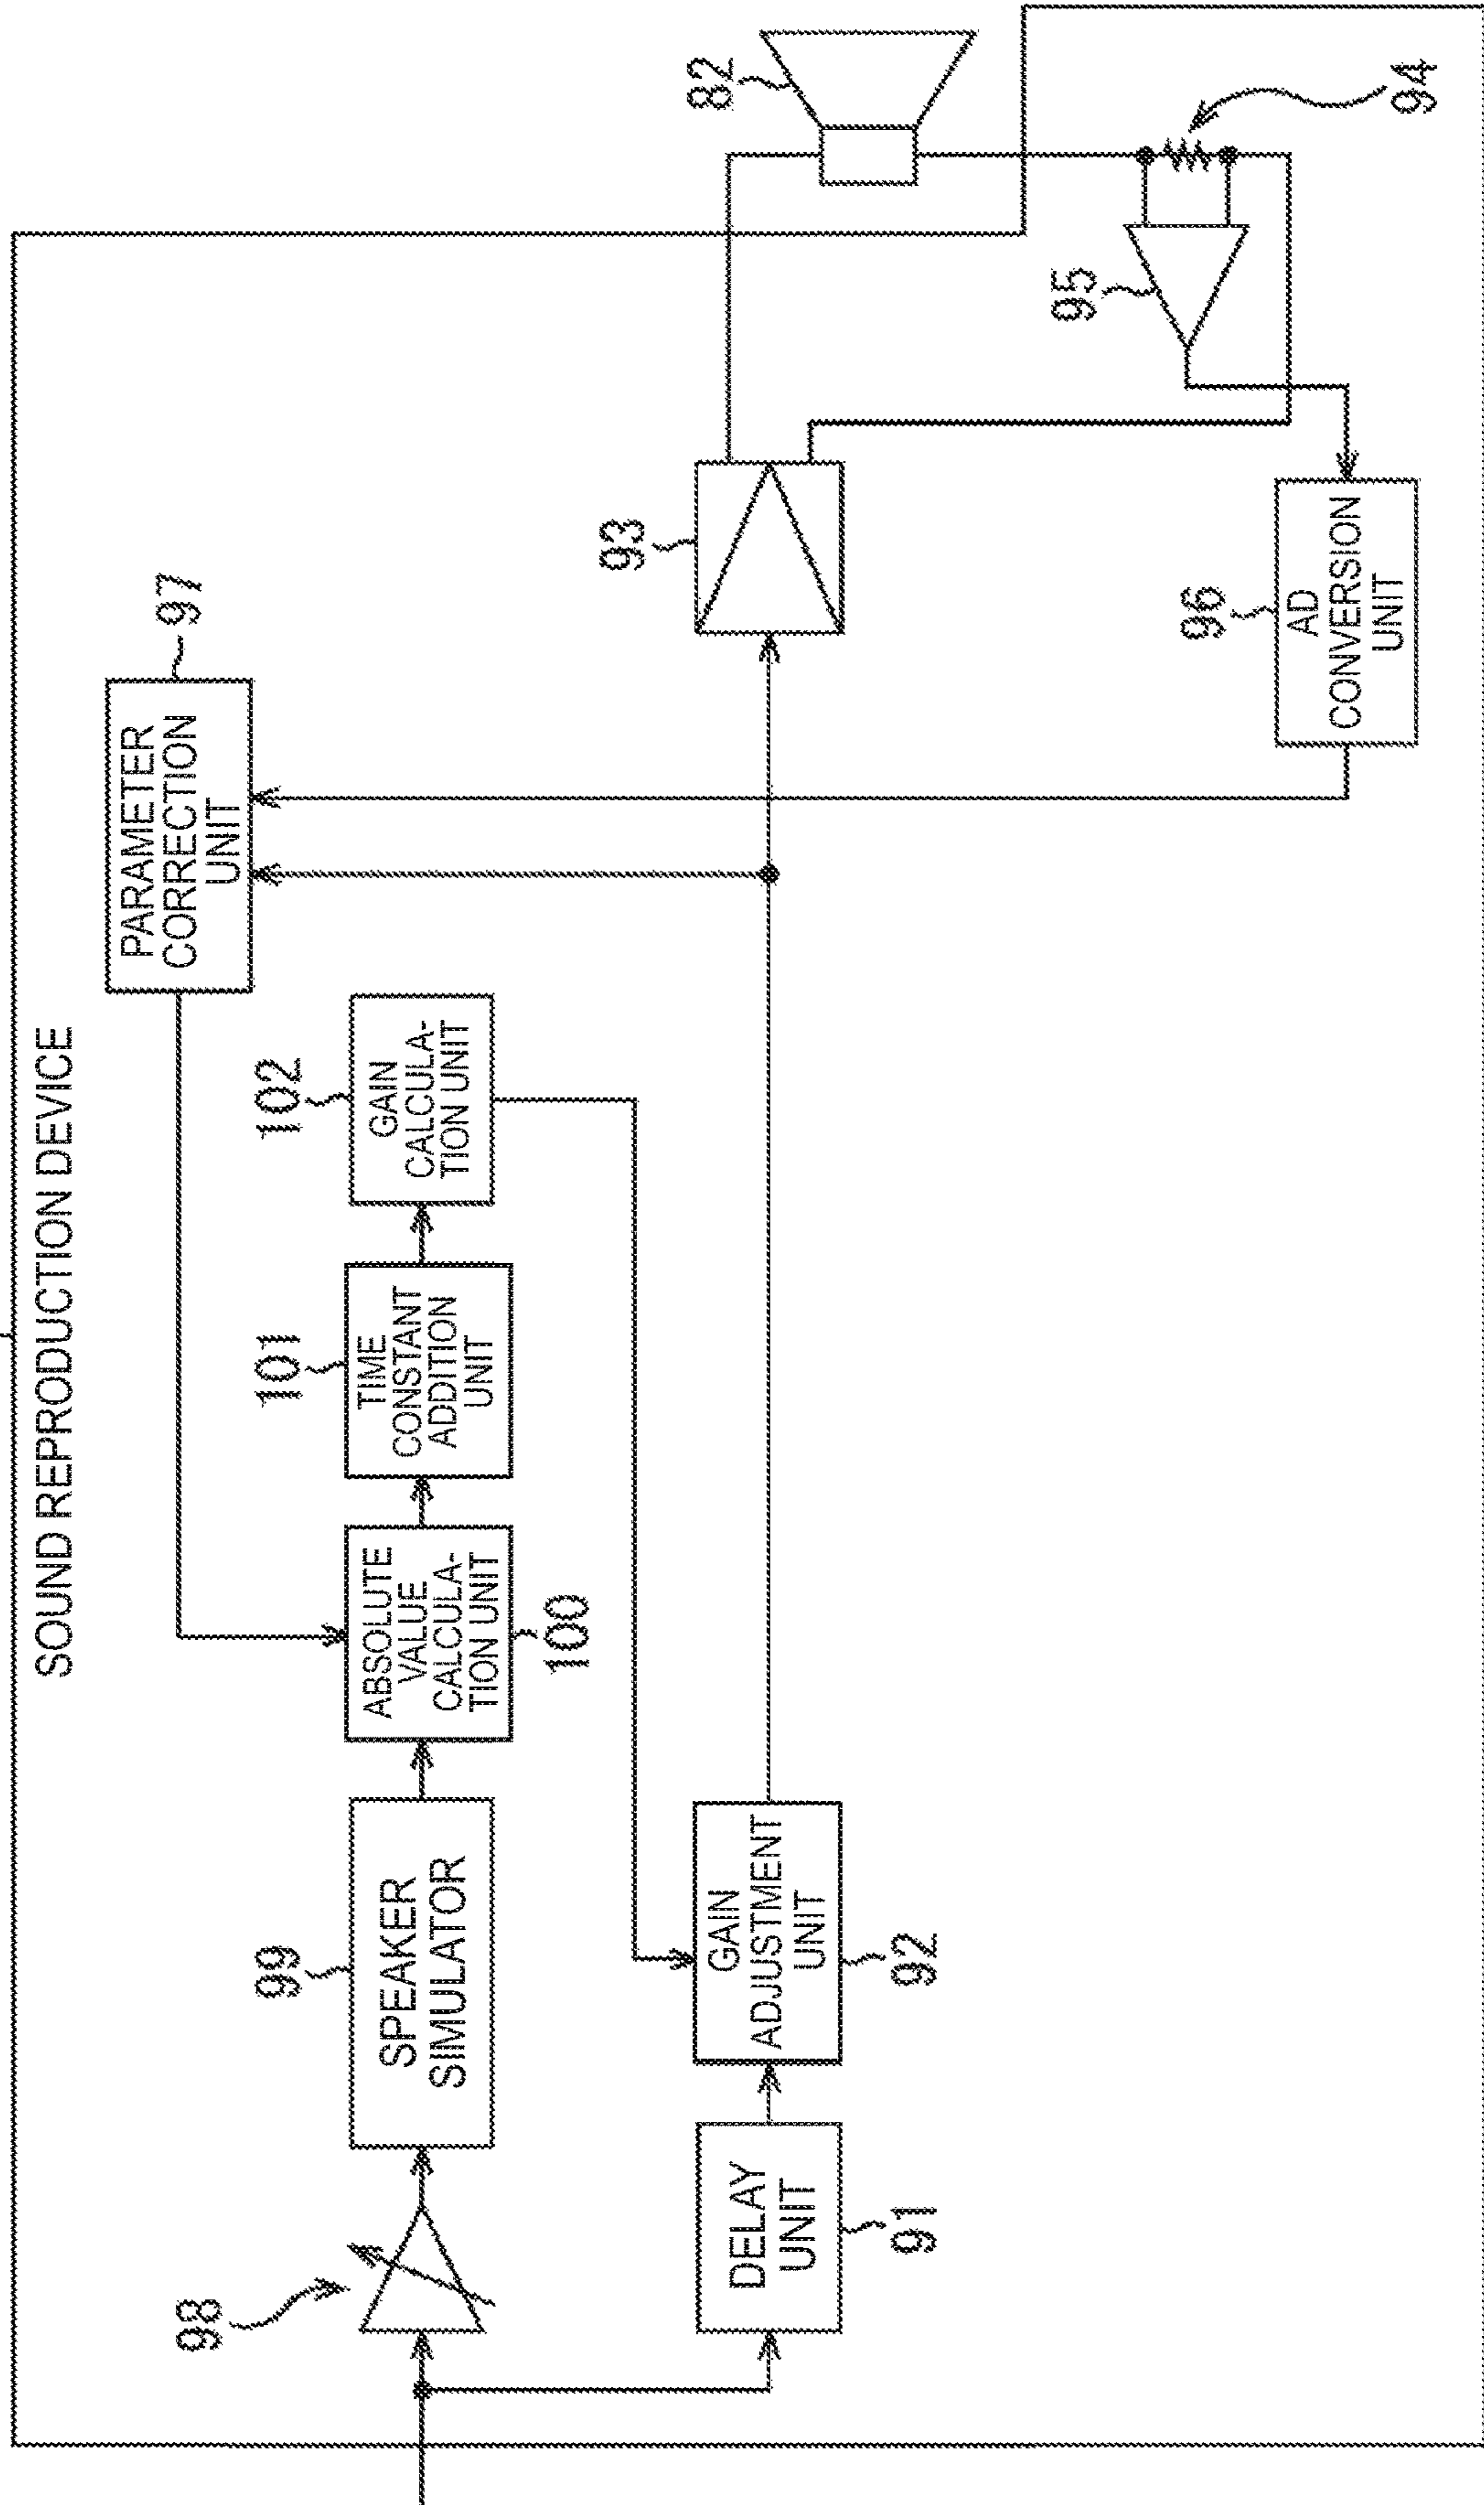 SOUND REPRODUCTION DEVICE
98
99
SPEAKER
SIMULATOR
ABSOLUTE
VALUE
CALCULA-
TION UNIT
100
101
TIME
CONSTANT
ADDITION
UNIT
102
GAIN
CALCULA-
TION UNIT
PARAMETER
CORRECTION
UNIT
97
DELAY
UNIT
91
GAIN
ADJUSTMENT
UNIT
92
93
82
94
95
96
AD
CONVERSION
UNIT